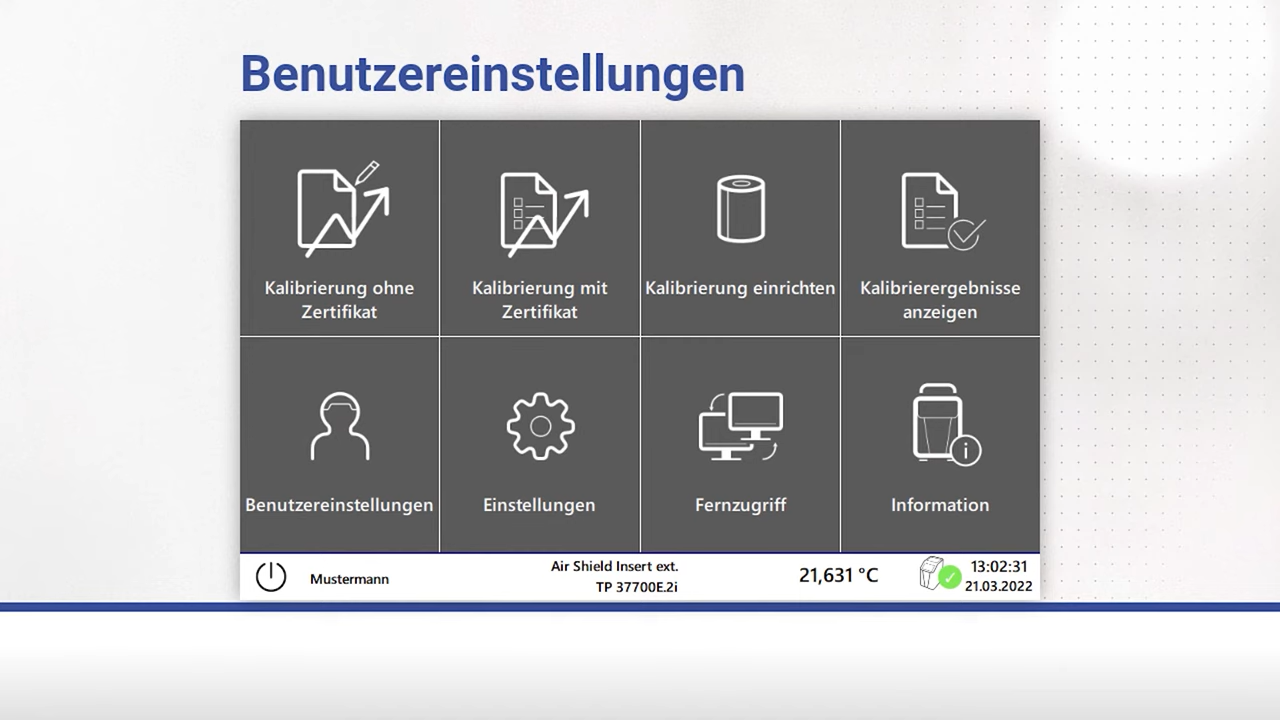 Benutzereinstellungen
Kalibrierung ohne
Zertifikat
Kalibrierung mit
Zertifikat
Kalibrierung einrichten
Kalibrierergebnisse
anzeigen
Benutzereinstellungen
Einstellungen
Fernzugriff
Information
Mustermann
Air Shield Insert ext.
TP 37700E.2i
21,631 °C
13:02:31
21.03.2022